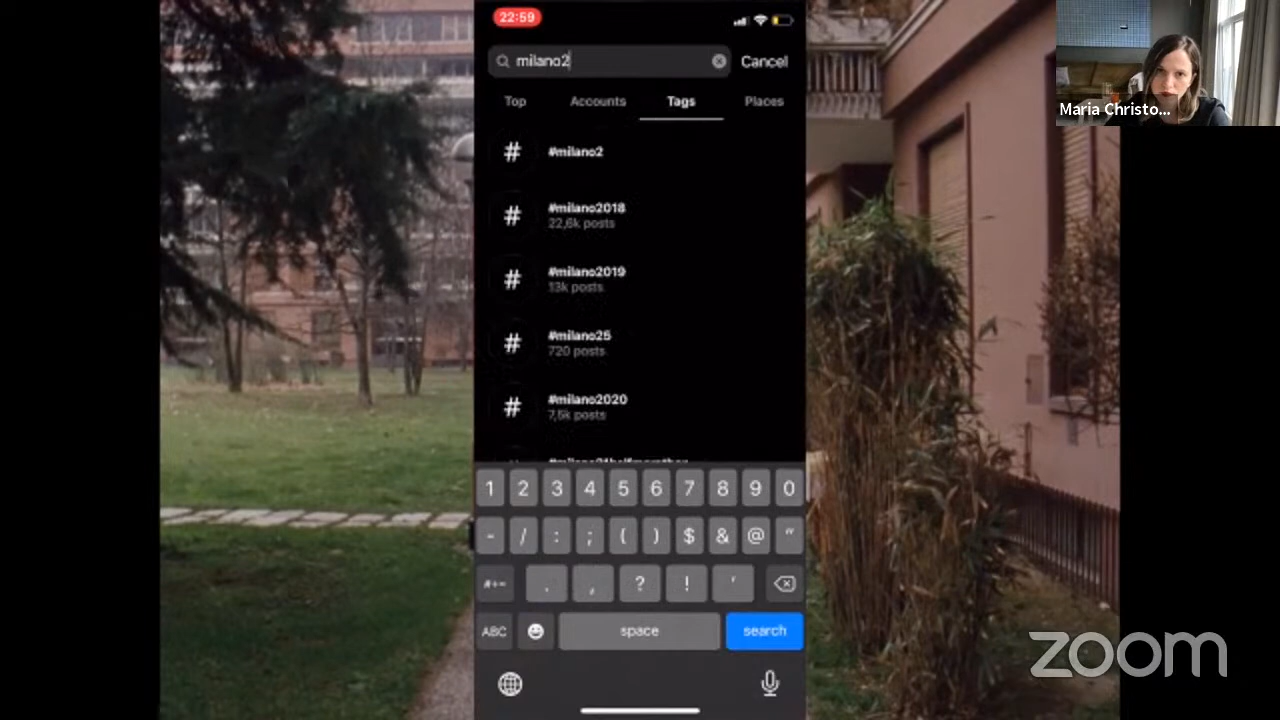 22:59
milano2
Cancel
Top
Accounts
Tags
Places
#milano2
#milano2018
22,6k posts
#milano2019
13k posts
#milano25
720 posts
#milano2020
7,5k posts
1 2 3 4 5 6 7 8 9 0
- / : ; ( ) $ & @ "
#+= . , ? ! '
ABC
space
search
Maria Christo...
zoom